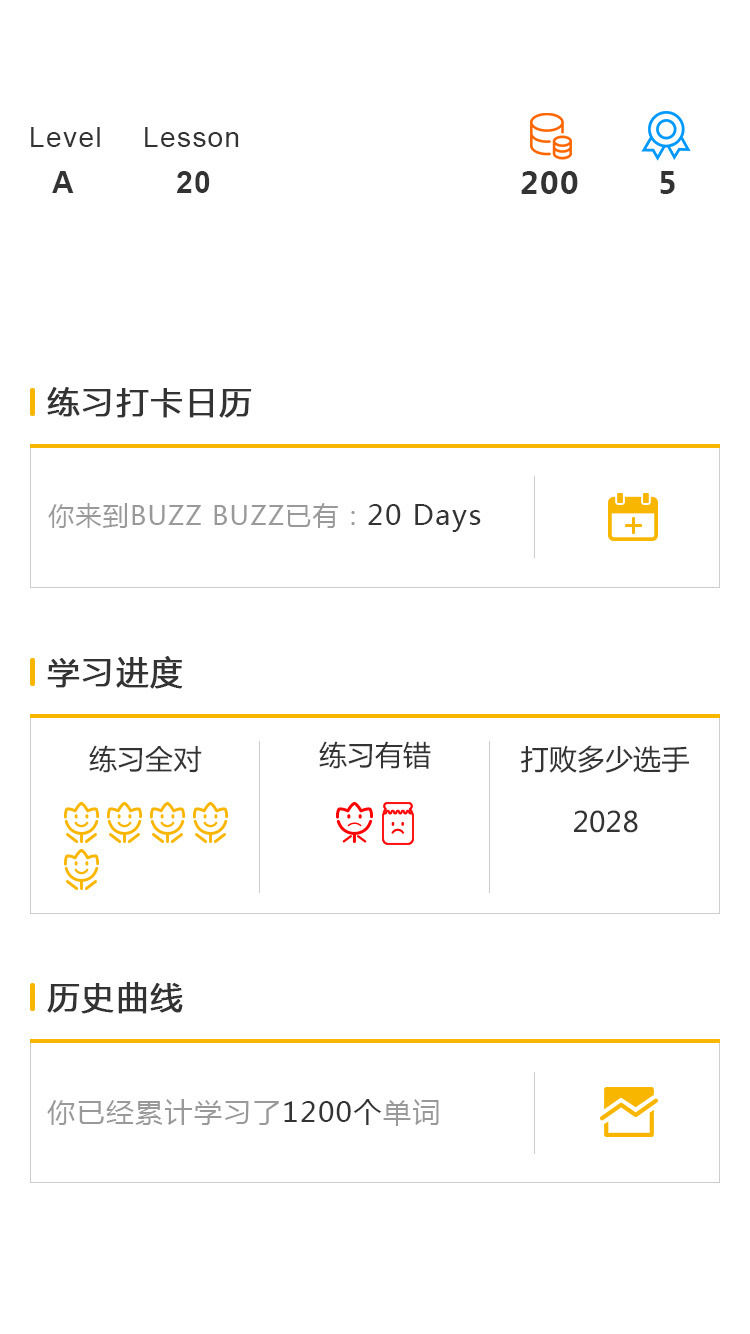 Level Lesson
A 20 200 5
练习打卡日历
你来到BUZZ BUZZ已有：20 Days
学习进度
练习全对 练习有错 打败多少选手
2028
历史曲线
你已经累计学习了1200个单词